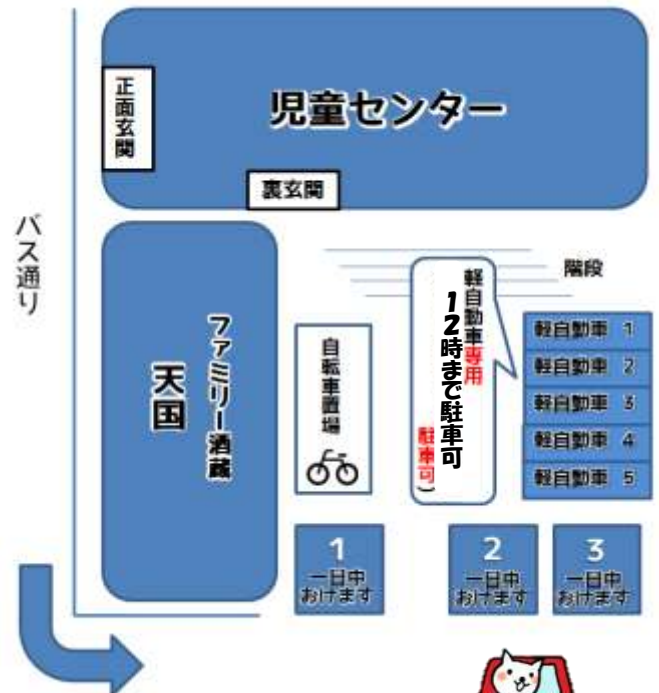 児童センター
正面玄関
裏玄関
バス通り
ファミリー酒蔵
天国
自転車置場
階段
軽自動車専用
12時まで駐車可
駐車可)
軽自動車 1
軽自動車 2
軽自動車 3
軽自動車 4
軽自動車 5
1
一日中
おけます
2
一日中
おけます
3
一日中
おけます